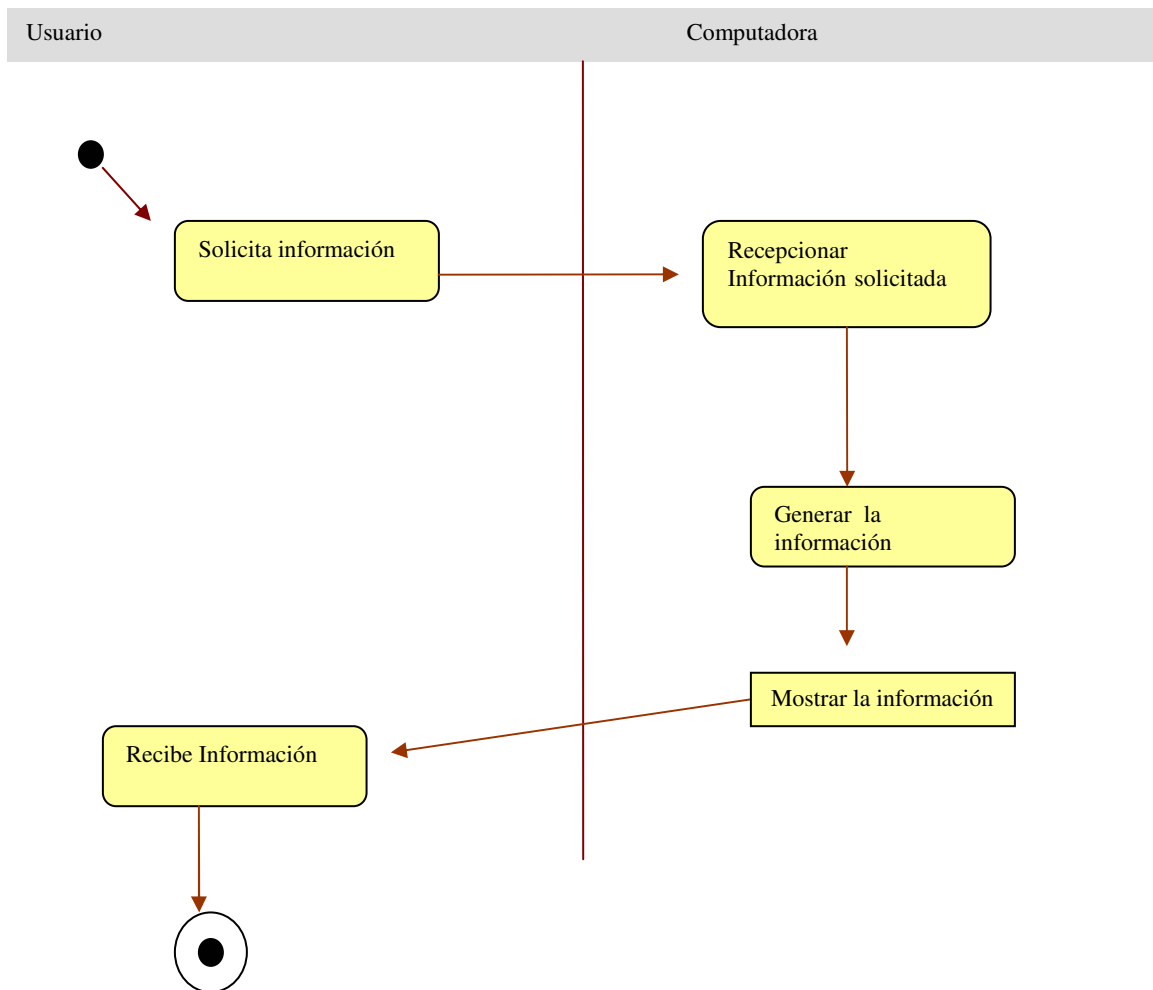 Usuario
Computadora
Solicita información
Recepcionar
Información solicitada
Generar la
información
Mostrar la información
Recibe Información